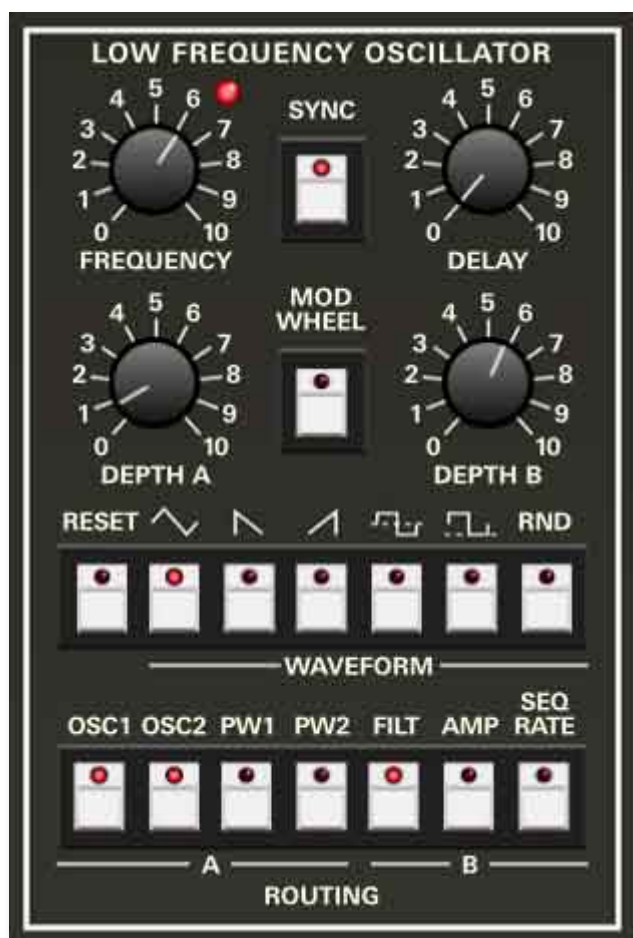 LOW FREQUENCY OSCILLATOR
0 1 2 3 4 5 6 7 8 9 10
FREQUENCY
SYNC
0 1 2 3 4 5 6 7 8 9 10
DELAY
0 1 2 3 4 5 6 7 8 9 10
DEPTH A
MOD
WHEEL
0 1 2 3 4 5 6 7 8 9 10
DEPTH B
RESET RND
WAVEFORM
OSC1 OSC2 PW1 PW2 FILT AMP SEQ RATE
A B
ROUTING